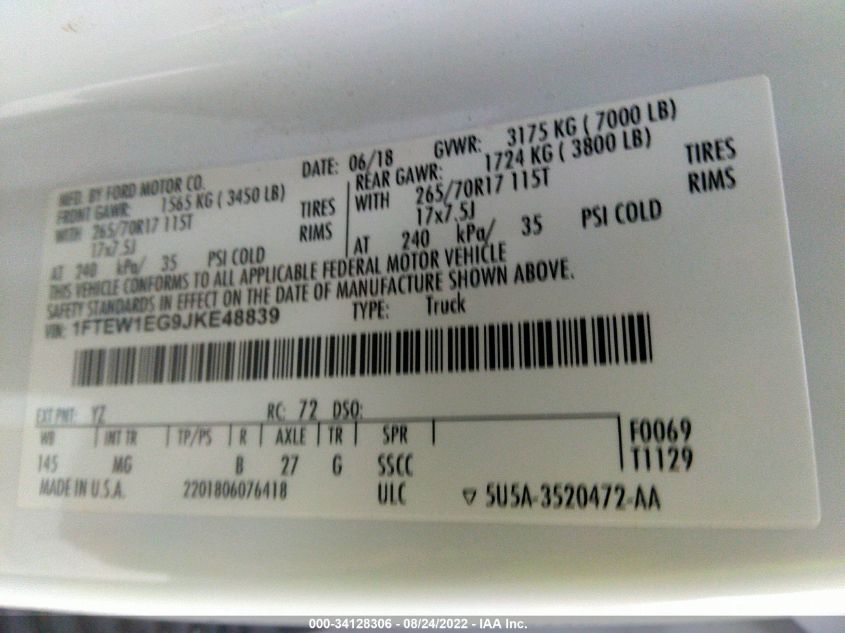 MFD. BY FORD MOTOR CO. DATE: 06/18 GVWR: 3175 KG ( 7000 LB)
FRONT GAWR: 1565 KG ( 3450 LB) REAR GAWR: 1724 KG ( 3800 LB)
WITH 265/70R17 115T TIRES WITH 265/70R17 115T TIRES
17x7.5J RIMS 17x7.5J RIMS
AT 240 kPa/ 35 PSI COLD AT 240 kPa/ 35 PSI COLD
THIS VEHICLE CONFORMS TO ALL APPLICABLE FEDERAL MOTOR VEHICLE
SAFETY STANDARDS IN EFFECT ON THE DATE OF MANUFACTURE SHOWN ABOVE.
VIN: 1FTEW1EG9JKE48839 TYPE: Truck
EXT PNT: YZ RC: 72 DSO:
WB INT TR TP/PS R AXLE TR SPR F0069
145 MG B 27 G SSCC T1129
MADE IN U.S.A. 2201806076418 ULC ▽ 5U5A-3520472-AA
000-34128306 - 08/24/2022 - IAA Inc.